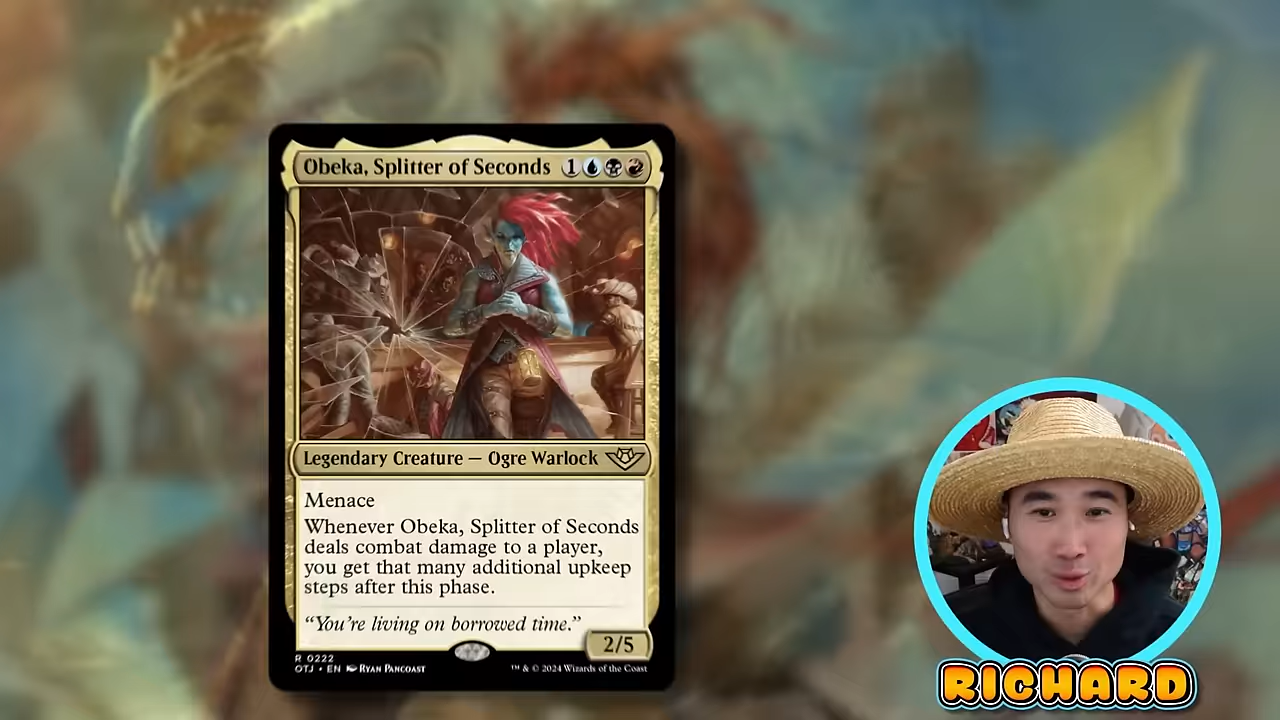 Obeka, Splitter of Seconds 1
Legendary Creature — Ogre Warlock
Menace
Whenever Obeka, Splitter of Seconds
deals combat damage to a player,
you get that many additional upkeep
steps after this phase.
“You’re living on borrowed time.”
2/5
R 0222
OTJ • EN Ryan Pancoast
™ & © 2024 Wizards of the Coast
RICHARD